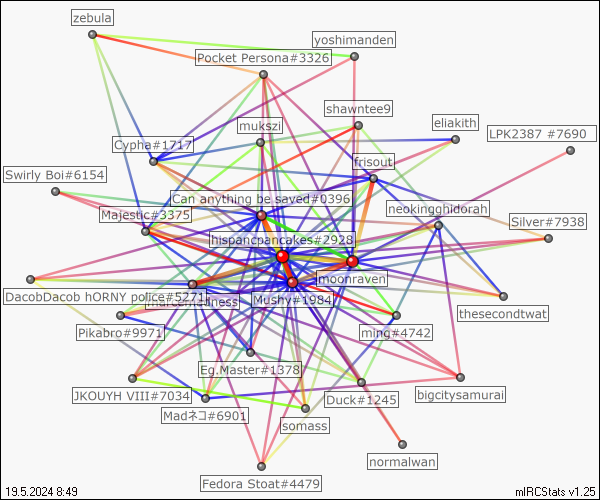 zebula
yoshimanden
Pocket Persona#3326
shawntee9
mukszi
eliakith
LPK2387 #7690
Cypha#1717
frisout
Swirly Boi#6154
Can anything be saved#0396
Majestic#3375
neokingghidorah
Silver#7938
hispancpancakes#2928
moonraven
DacobDacob hORNY police#5271
Mushy#1984
thesecondtwat
Pikabro#9971
ming#4742
Eg.Master#1378
JKOUYH VIII#7034
Duck#1245
bigcitysamurai
Madネコ#6901
somass
normalwan
Fedora Stoat#4479
19.5.2024 8:49
mIRCStats v1.25